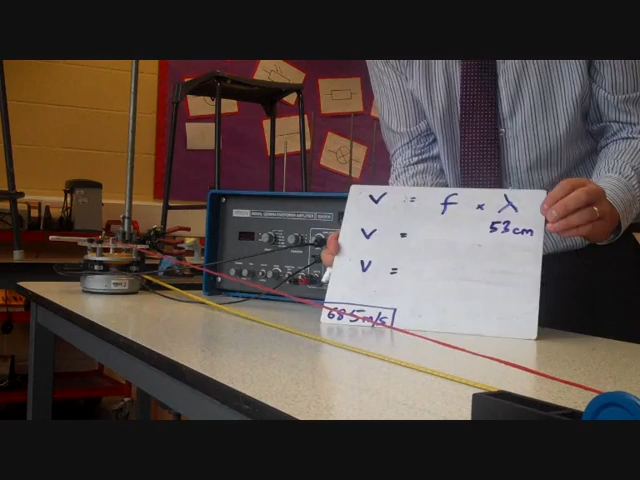 v = f × λ
v = 53cm
v =
68.5m/s